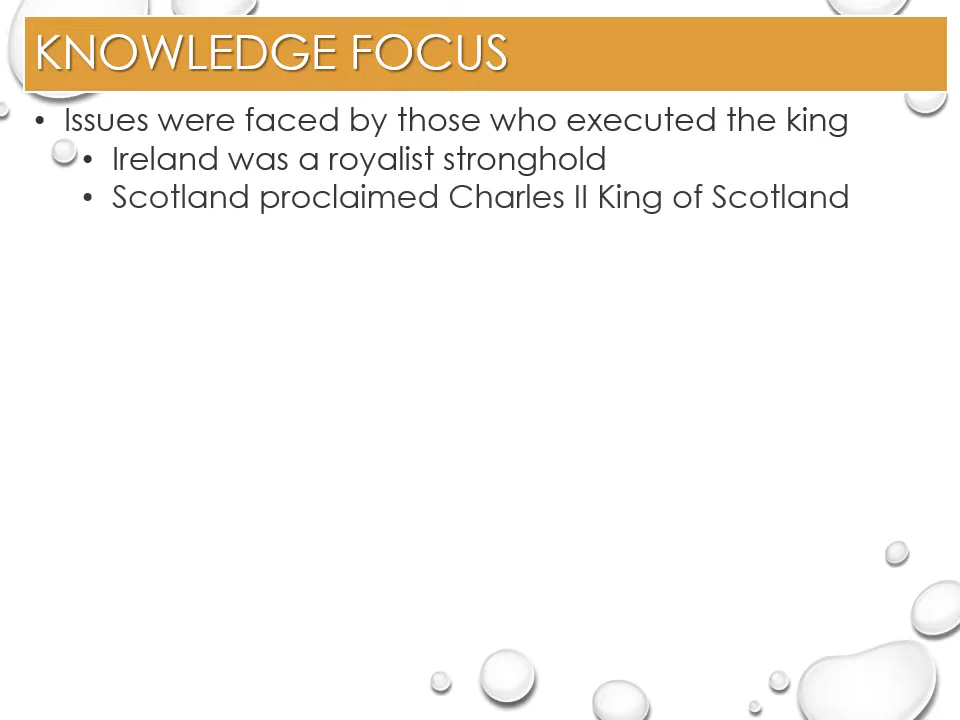 KNOWLEDGE FOCUS
• Issues were faced by those who executed the king
• Ireland was a royalist stronghold
• Scotland proclaimed Charles II King of Scotland